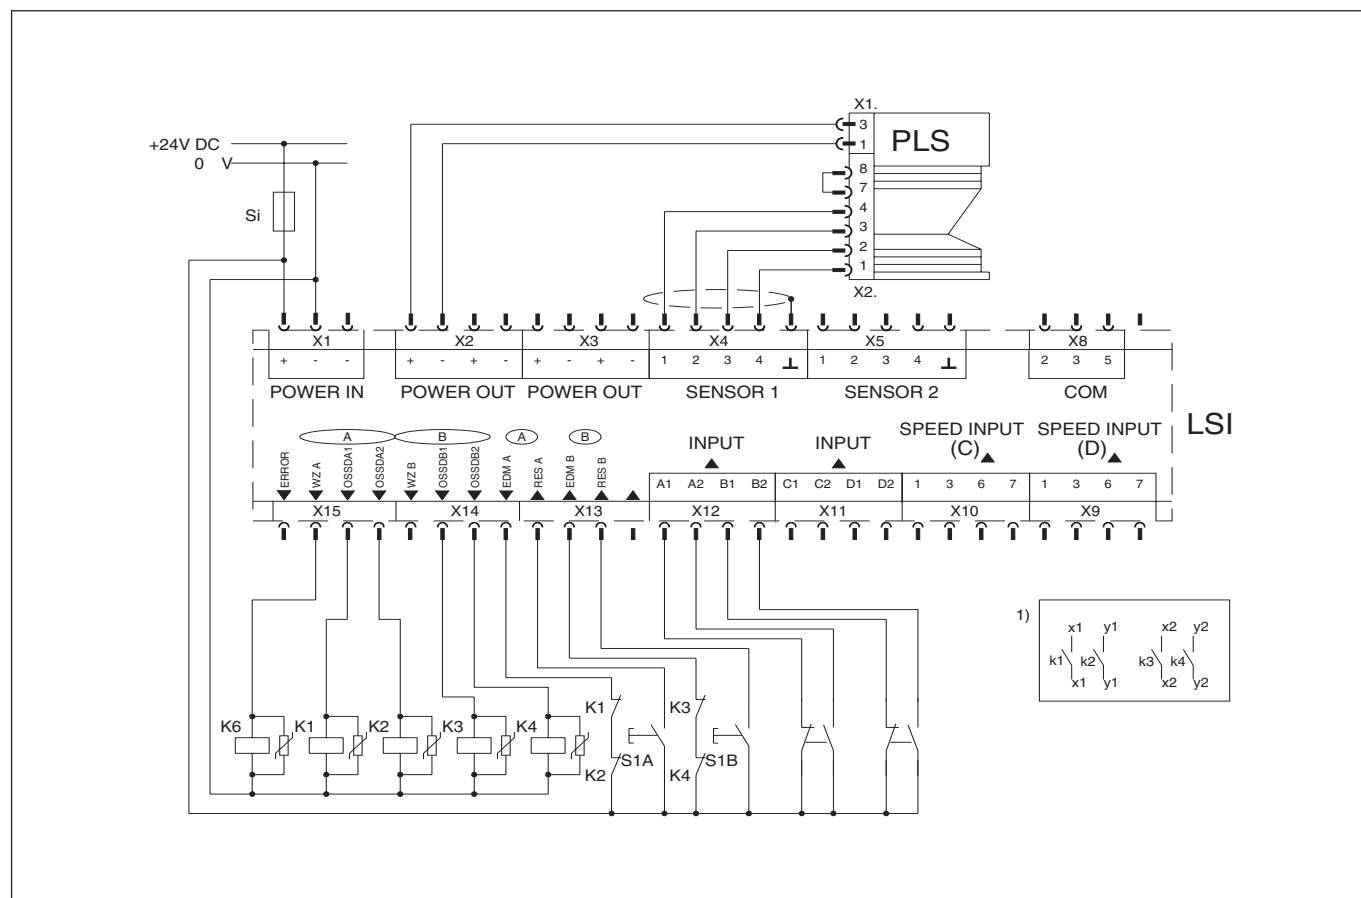 X1.
3
1
PLS
8
7
4
3
2
1
X2.
+24V DC
0 V
Si
X1 X2 X3 X4 X5 X8
+ - - + - + - + - + - 1 2 3 4 1 2 3 4 2 3 5
POWER IN POWER OUT POWER OUT SENSOR 1 SENSOR 2 COM
LSI
A B A B
INPUT INPUT SPEED INPUT (C) SPEED INPUT (D)
ERROR WZ A OSSDA1 OSSDA2 WZ B OSSDB1 OSSDB2 EDM A RES A EDM B RES B
A1 A2 B1 B2 C1 C2 D1 D2 1 3 6 7 1 3 6 7
X15 X14 X13 X12 X11 X10 X9
1)
x1 y1 x2 y2
k1 k2 k3 k4
x1 y1 x2 y2
K1 K3
K6 K1 K2 K3 K4
S1A S1B
K2 K4